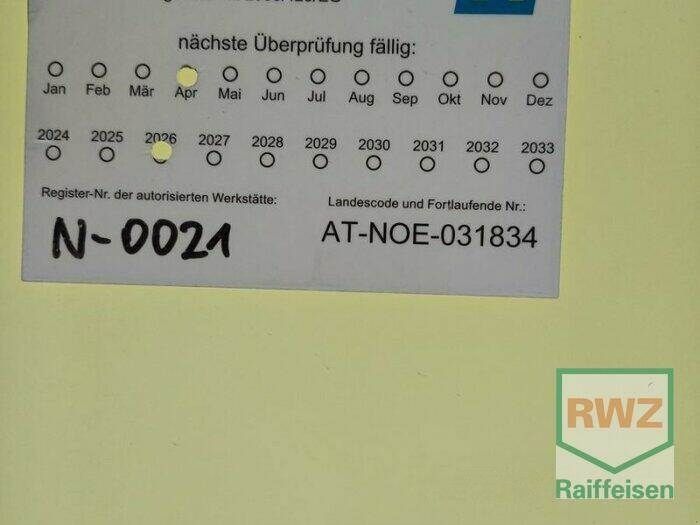 nächste Überprüfung fällig:
Jan Feb Mär Apr Mai Jun Jul Aug Sep Okt Nov Dez
2024 2025 2026 2027 2028 2029 2030 2031 2032 2033
Register-Nr. der autorisierten Werkstätte:
Landescode und Fortlaufende Nr.:
N-0021
AT-NOE-031834
RWZ
Raiffeisen